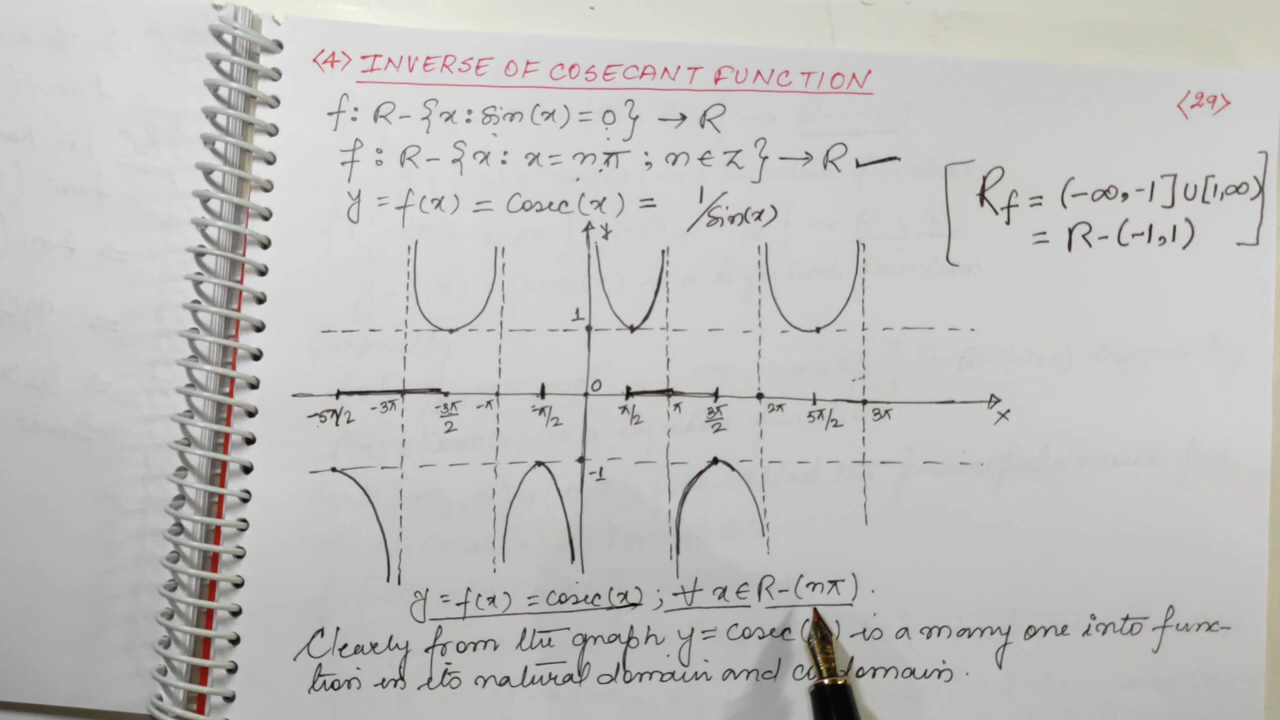 <4> INVERSE OF COSECANT FUNCTION
<29>
f: R-{x: sin(x)=0} → R
f: R-{x: x=nπ ; n∈Z} → R
y = f(x) = cosec(x) = 1/sin(x)
R_f = (-∞,-1]∪[1,∞)
= R-(-1,1)
y
1
0
-5π/2 -3π -3π/2 -π -π/2 π/2 π 3π/2 2π 5π/2 3π x
-1
y = f(x) = cosec(x) ; ∀ x∈R-(nπ).
Clearly from the graph y = cosec( ) is a many one into func-
tion in its natural domain and codomain.